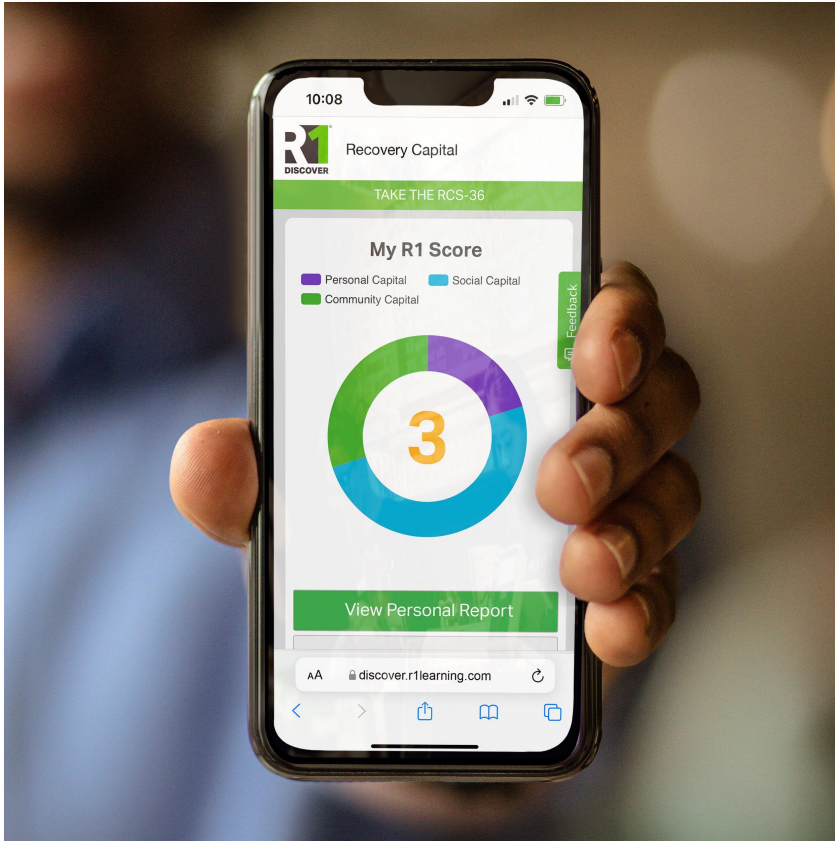 10:08
R1
DISCOVER
Recovery Capital
TAKE THE RCS-36
My R1 Score
Personal Capital
Social Capital
Community Capital
Feedback
3
View Personal Report
AA
discover.r1learning.com